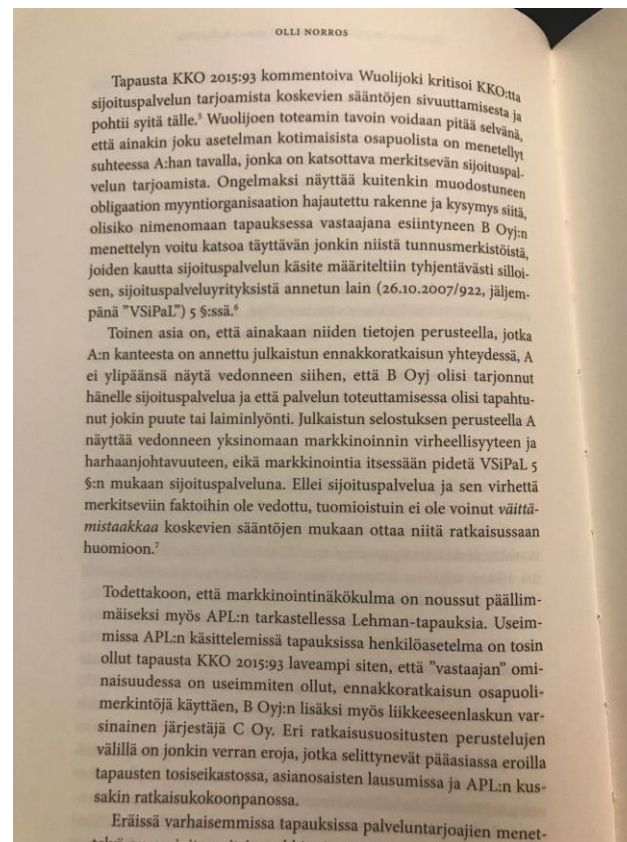 OLLI NORROS
Tapausta KKO 2015:93 kommentoiva Wuolijoki kritisoi KKO:tta
sijoituspalvelun tarjoamista koskevien sääntöjen sivuuttamisesta ja
pohtii syitä tälle.⁵ Wuolijoen toteamin tavoin voidaan pitää selvänä,
että ainakin joku asetelman kotimaisista osapuolista on menetellyt
suhteessa A:han tavalla, jonka on katsottava merkitsevän sijoituspal-
velun tarjoamista. Ongelmaksi näyttää kuitenkin muodostuneen
obligaation myyntiorganisaation hajautettu rakenne ja kysymys siitä,
olisiko nimenomaan tapauksessa vastaajana esiintyneen B Oyj:n
menettelyn voitu katsoa täyttävän jonkin niistä tunnusmerkistöistä,
joiden kautta sijoituspalvelun käsite määriteltiin tyhjentävästi silloi-
sen, sijoituspalveluyrityksistä annetun lain (26.10.2007/922, jäljem-
pänä ”VSiPaL”) 5 §:ssä.⁶
Toinen asia on, että ainakaan niiden tietojen perusteella, jotka
A:n kanteesta on annettu julkaistun ennakkoratkaisun yhteydessä, A
ei ylipäänsä näytä vedonneen siihen, että B Oyj olisi tarjonnut
hänelle sijoituspalvelua ja että palvelun toteuttamisessa olisi tapahtu-
nut jokin puute tai laiminlyönti. Julkaistun selostuksen perusteella A
näyttää vedonneen yksinomaan markkinoinnin virheellisyyteen ja
harhaanjohtavuuteen, eikä markkinointia itsessään pidetä VSiPaL 5
§:n mukaan sijoituspalveluna. Ellei sijoituspalvelua ja sen virhettä
merkitseviin faktoihin ole vedottu, tuomioistuin ei ole voinut väittä-
mistaakkaa koskevien sääntöjen mukaan ottaa niitä ratkaisussaan
huomioon.⁷
Todettakoon, että markkinointinäkökulma on noussut päällim-
mäiseksi myös APL:n tarkastellessa Lehman-tapauksia. Useim-
missa APL:n käsittelemissä tapauksissa henkilöasetelma on tosin
ollut tapausta KKO 2015:93 laveampi siten, että ”vastaajan” omi-
naisuudessa on useimmiten ollut, ennakkoratkaisun osapuoli-
merkintöjä käyttäen, B Oyj:n lisäksi myös liikkeeseenlaskun var-
sinainen järjestäjä C Oy. Eri ratkaisusuositusten perustelujen
välillä on jonkin verran eroja, jotka selittynevät pääasiassa eroilla
tapausten tosiseikastossa, asianosaisten lausumissa ja APL:n kus-
sakin ratkaisukokoonpanossa.
Eräissä varhaisemmissa tapauksissa palveluntarjoajien menet-